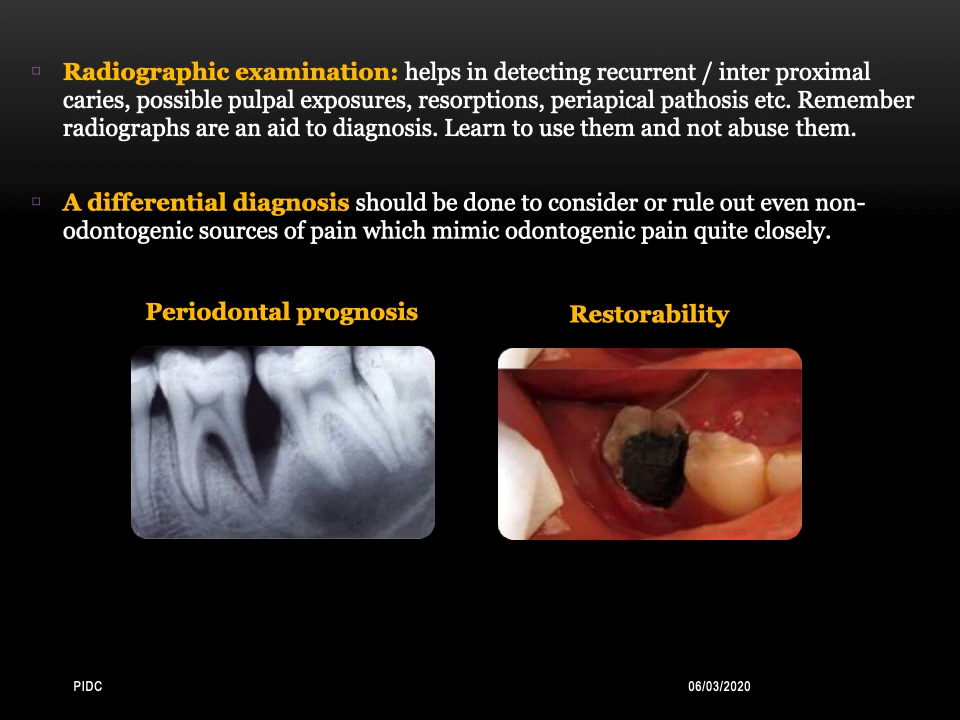 Radiographic examination: helps in detecting recurrent / inter proximal
caries, possible pulpal exposures, resorptions, periapical pathosis etc. Remember
radiographs are an aid to diagnosis. Learn to use them and not abuse them.
A differential diagnosis should be done to consider or rule out even non-
odontogenic sources of pain which mimic odontogenic pain quite closely.
Periodontal prognosis
Restorability
PIDC
06/03/2020